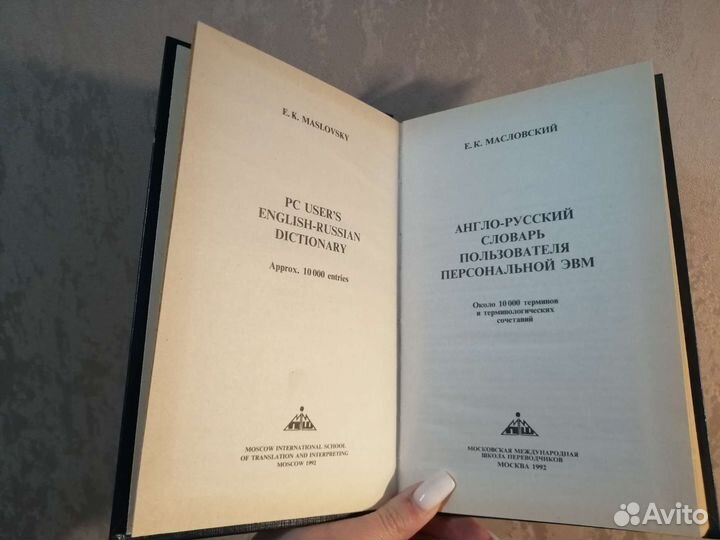 E. K. MASLOVSKY
PC USER'S
ENGLISH-RUSSIAN
DICTIONARY
Approx. 10 000 entries
MOSCOW INTERNATIONAL SCHOOL
OF TRANSLATION AND INTERPRETING
MOSCOW 1992
Е. К. МАСЛОВСКИЙ
АНГЛО-РУССКИЙ
СЛОВАРЬ
ПОЛЬЗОВАТЕЛЯ
ПЕРСОНАЛЬНОЙ ЭВМ
Около 10 000 терминов
и терминологических
сочетаний
МОСКОВСКАЯ МЕЖДУНАРОДНАЯ
ШКОЛА ПЕРЕВОДЧИКОВ
МОСКВА 1992
Avito